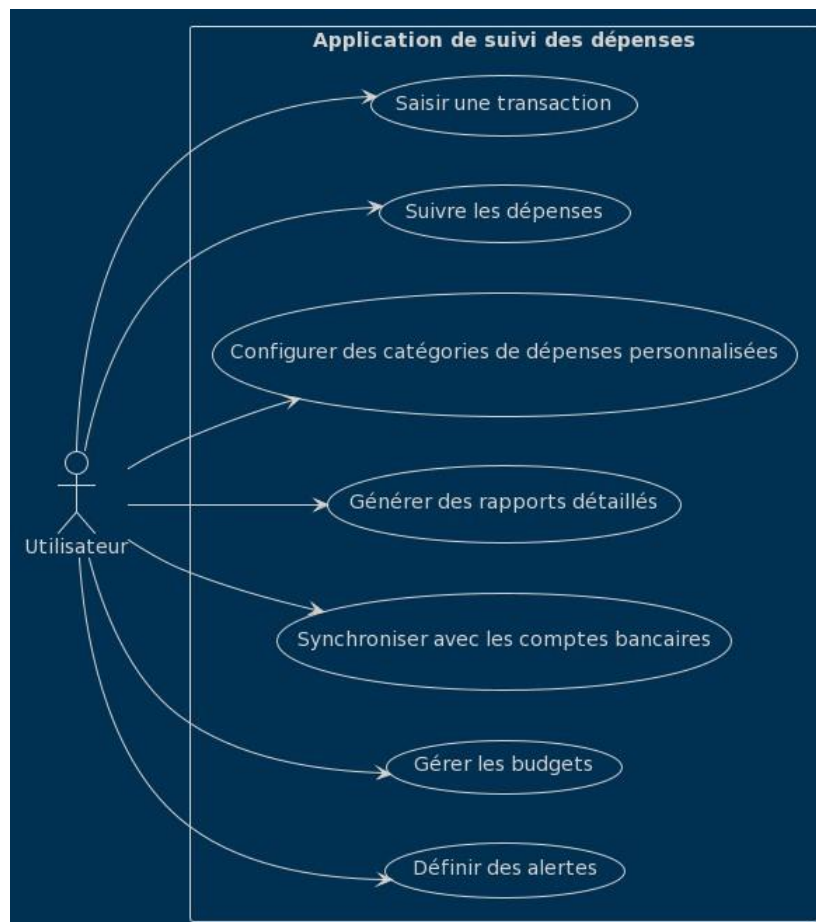 Application de suivi des dépenses
Saisir une transaction
Suivre les dépenses
Configurer des catégories de dépenses personnalisées
Générer des rapports détaillés
Utilisateur
Synchroniser avec les comptes bancaires
Gérer les budgets
Définir des alertes